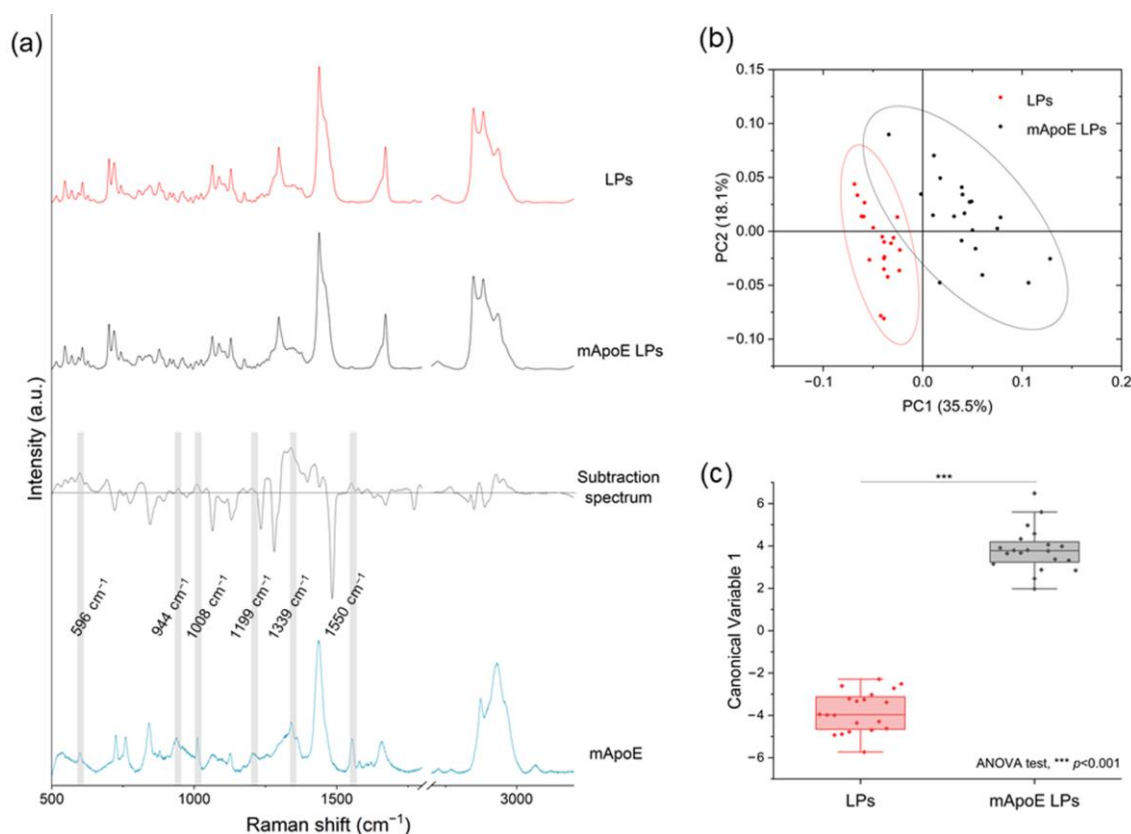 (a)
LPs
mApoE LPs
Subtraction
spectrum
596 cm⁻¹
944 cm⁻¹
1008 cm⁻¹
1199 cm⁻¹
1339 cm⁻¹
1550 cm⁻¹
mApoE
Intensity (a.u.)
500 1000 1500 3000
Raman shift (cm⁻¹)
(b)
LPs
mApoE LPs
0.15
0.10
0.05
0.00
−0.05
−0.10
PC2 (18.1%)
−0.1 0.0 0.1 0.2
PC1 (35.5%)
(c)
***
6
4
2
0
−2
−4
−6
Canonical Variable 1
ANOVA test, *** p<0.001
LPs mApoE LPs